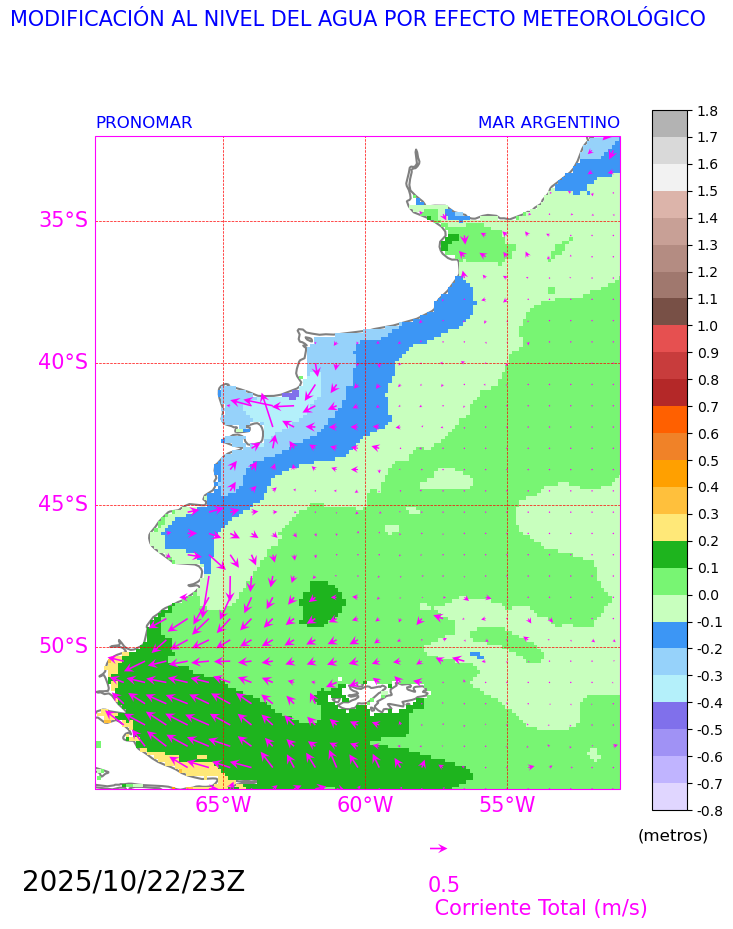 MODIFICACIÓN AL NIVEL DEL AGUA POR EFECTO METEOROLÓGICO
PRONOMAR
MAR ARGENTINO
35°S
40°S
45°S
50°S
65°W
60°W
55°W
1.8
1.7
1.6
1.5
1.4
1.3
1.2
1.1
1.0
0.9
0.8
0.7
0.6
0.5
0.4
0.3
0.2
0.1
0.0
-0.1
-0.2
-0.3
-0.4
-0.5
-0.6
-0.7
-0.8
(metros)
2025/10/22/23Z
0.5
Corriente Total (m/s)